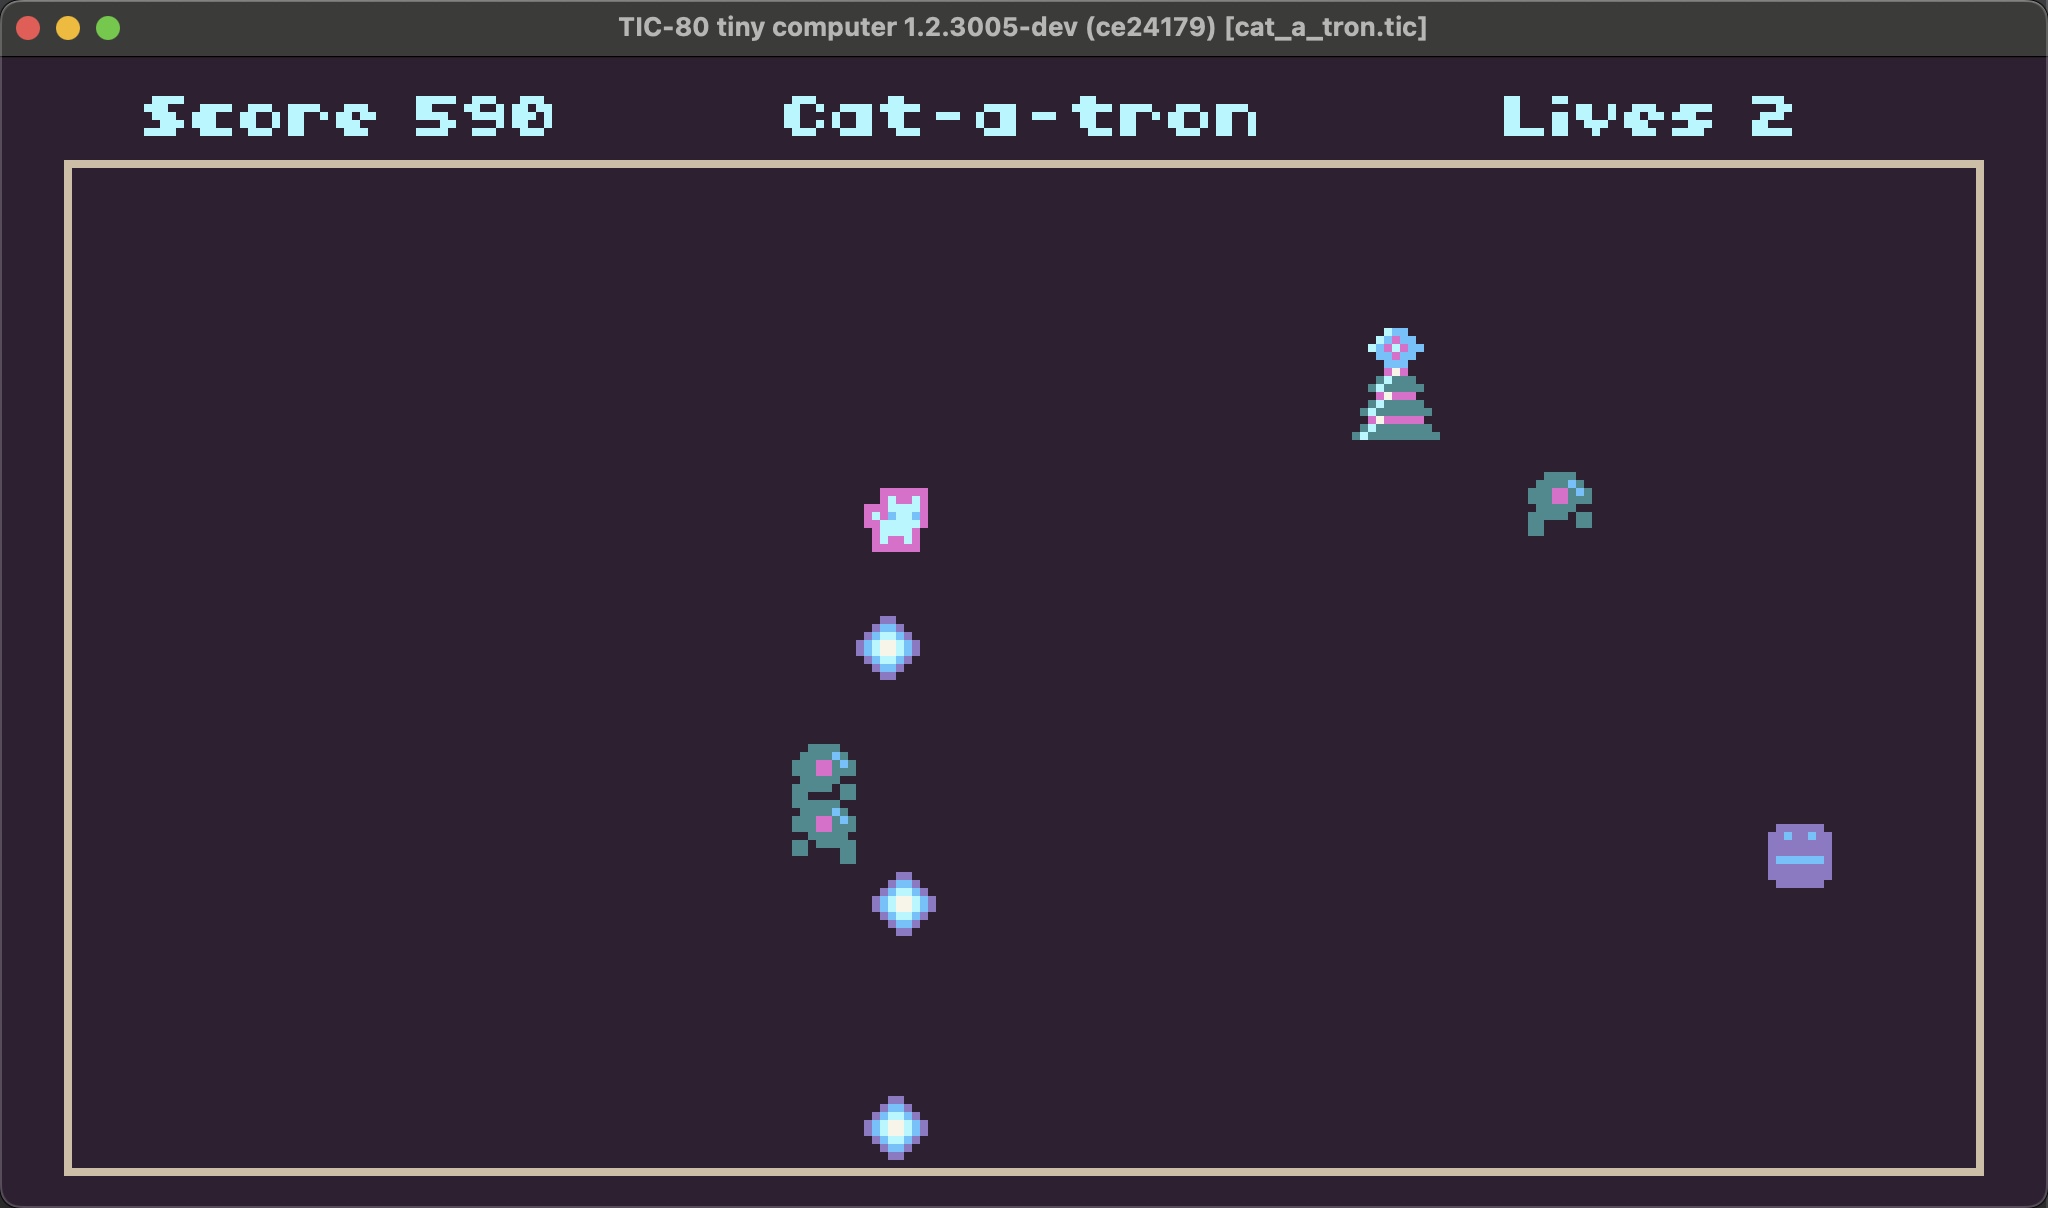 TIC-80 tiny computer 1.2.3005-dev (ce24179) [cat_a_tron.tic]
Score 590 Cat-a-tron Lives 2